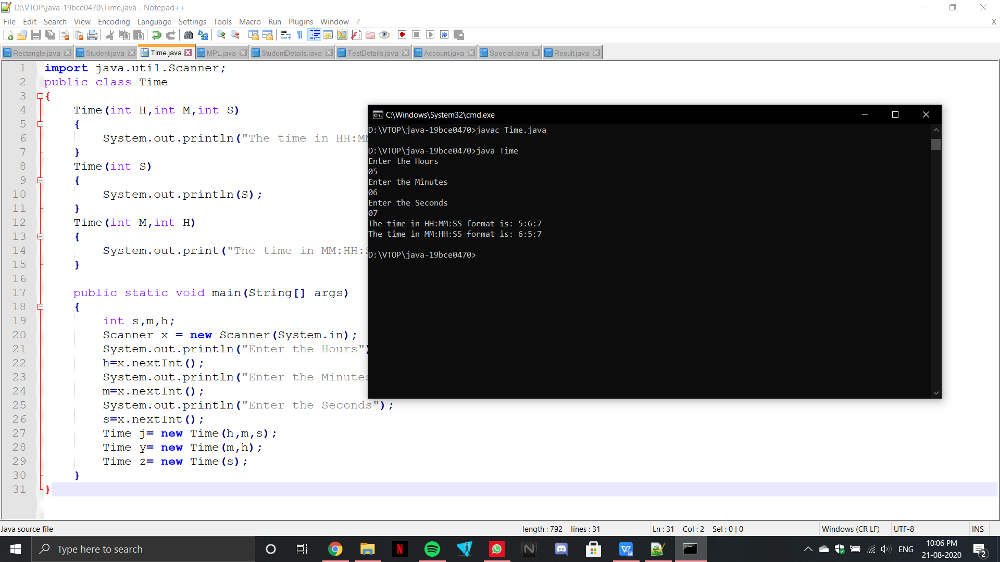 D:\VTOP\java-19bce0470\Time.java - Notepad++
File Edit Search View Encoding Language Settings Tools Macro Run Plugins Window ? X
Rectangle.java Student.java Time.java MPL.java StudentDetails.java TestDetails.java Account.java Special.java Result.java
1 import java.util.Scanner;
2 public class Time
3 {
4 Time(int H,int M,int S)
5 {
6 System.out.println("The time in HH:MM
7 }
8 Time(int S)
9 {
10 System.out.println(S);
11 }
12 Time(int M,int H)
13 {
14 System.out.print("The time in MM:HH:S
15 }
16
17 public static void main(String[] args)
18 {
19 int s,m,h;
20 Scanner x = new Scanner(System.in);
21 System.out.println("Enter the Hours")
22 h=x.nextInt();
23 System.out.println("Enter the Minutes
24 m=x.nextInt();
25 System.out.println("Enter the Seconds");
26 s=x.nextInt();
27 Time j= new Time(h,m,s);
28 Time y= new Time(m,h);
29 Time z= new Time(s);
30 }
31 }
C:\Windows\System32\cmd.exe
D:\VTOP\java-19bce0470>javac Time.java
D:\VTOP\java-19bce0470>java Time
Enter the Hours
05
Enter the Minutes
06
Enter the Seconds
07
The time in HH:MM:SS format is: 5:6:7
The time in MM:HH:SS format is: 6:5:7
D:\VTOP\java-19bce0470>
Java source file length : 792 lines : 31 Ln : 31 Col : 2 Sel : 0 | 0 Windows (CR LF) UTF-8 INS
Type here to search
ENG
10:06 PM
21-08-2020
2